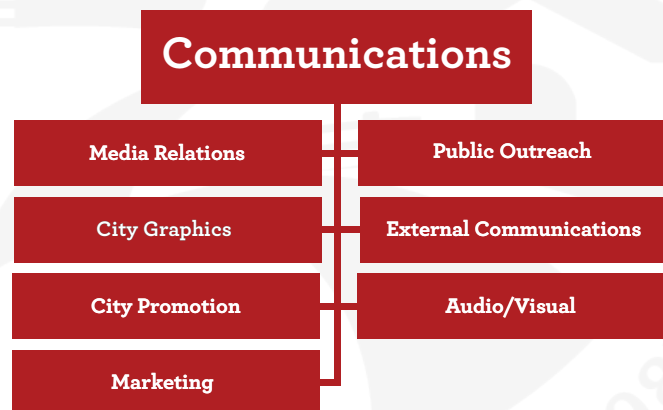 Communications
Media Relations
Public Outreach
City Graphics
External Communications
City Promotion
Audio/Visual
Marketing